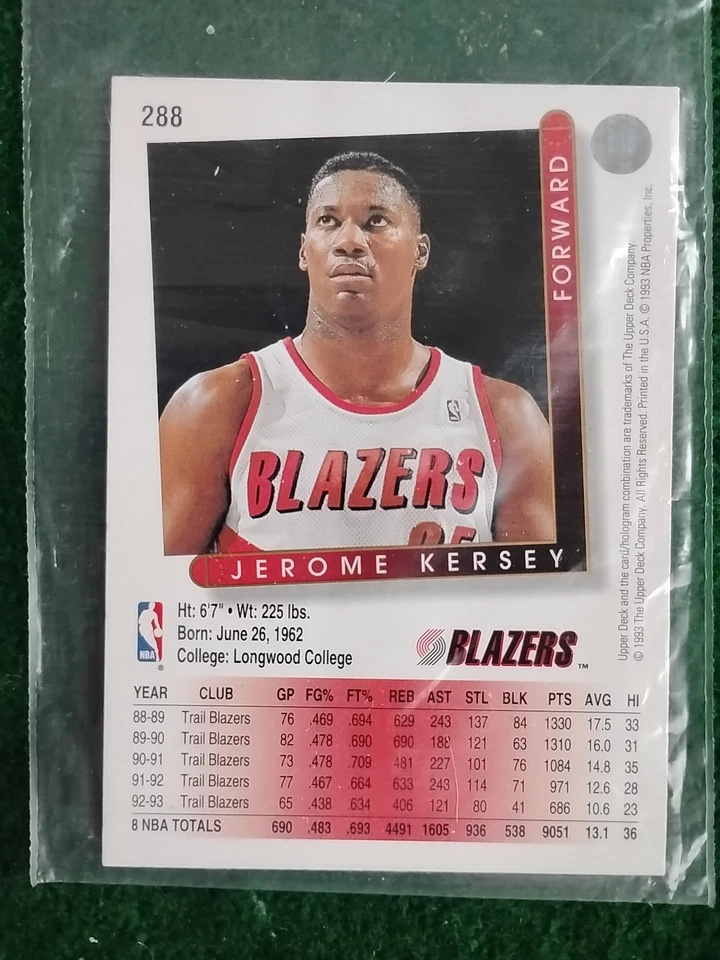 288
FORWARD
BLAZERS
25
JEROME KERSEY
Upper Deck and the card/hologram combination are trademarks of The Upper Deck Company.
© 1993 The Upper Deck Company. All Rights Reserved. Printed in the U.S.A. © 1993 NBA Properties, Inc.
NBA
®
Ht: 6'7" • Wt: 225 lbs.
Born: June 26, 1962
College: Longwood College
BLAZERS™
YEAR CLUB GP FG% FT% REB AST STL BLK PTS AVG HI
88-89 Trail Blazers 76 .469 .694 629 243 137 84 1330 17.5 33
89-90 Trail Blazers 82 .478 .690 690 188 121 63 1310 16.0 31
90-91 Trail Blazers 73 .478 .709 481 227 101 76 1084 14.8 35
91-92 Trail Blazers 77 .467 .664 633 243 114 71 971 12.6 28
92-93 Trail Blazers 65 .438 .634 406 121 80 41 686 10.6 23
8 NBA TOTALS 690 .483 .693 4491 1605 936 538 9051 13.1 36